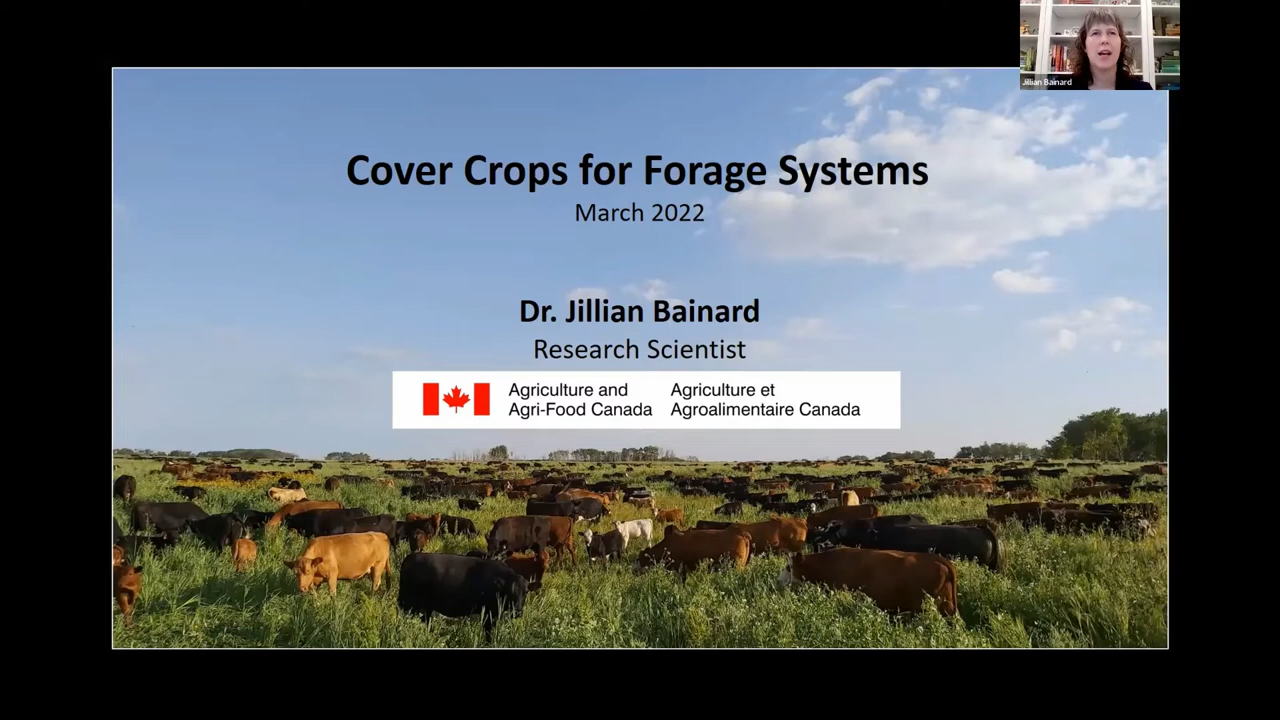 Jillian Bainard
Cover Crops for Forage Systems
March 2022
Dr. Jillian Bainard
Research Scientist
Agriculture and
Agri-Food Canada
Agriculture et
Agroalimentaire Canada